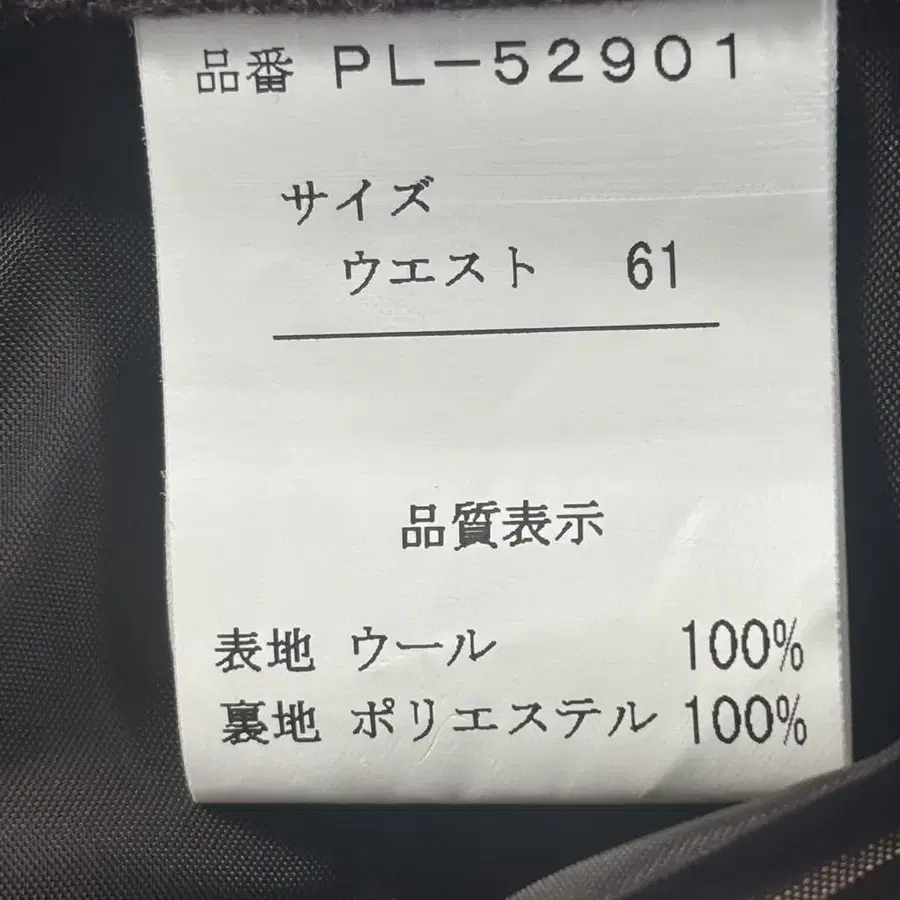 品番 PL-52901
サイズ
ウエスト 61
品質表示
表地 ウール 100%
裏地 ポリエステル 100%